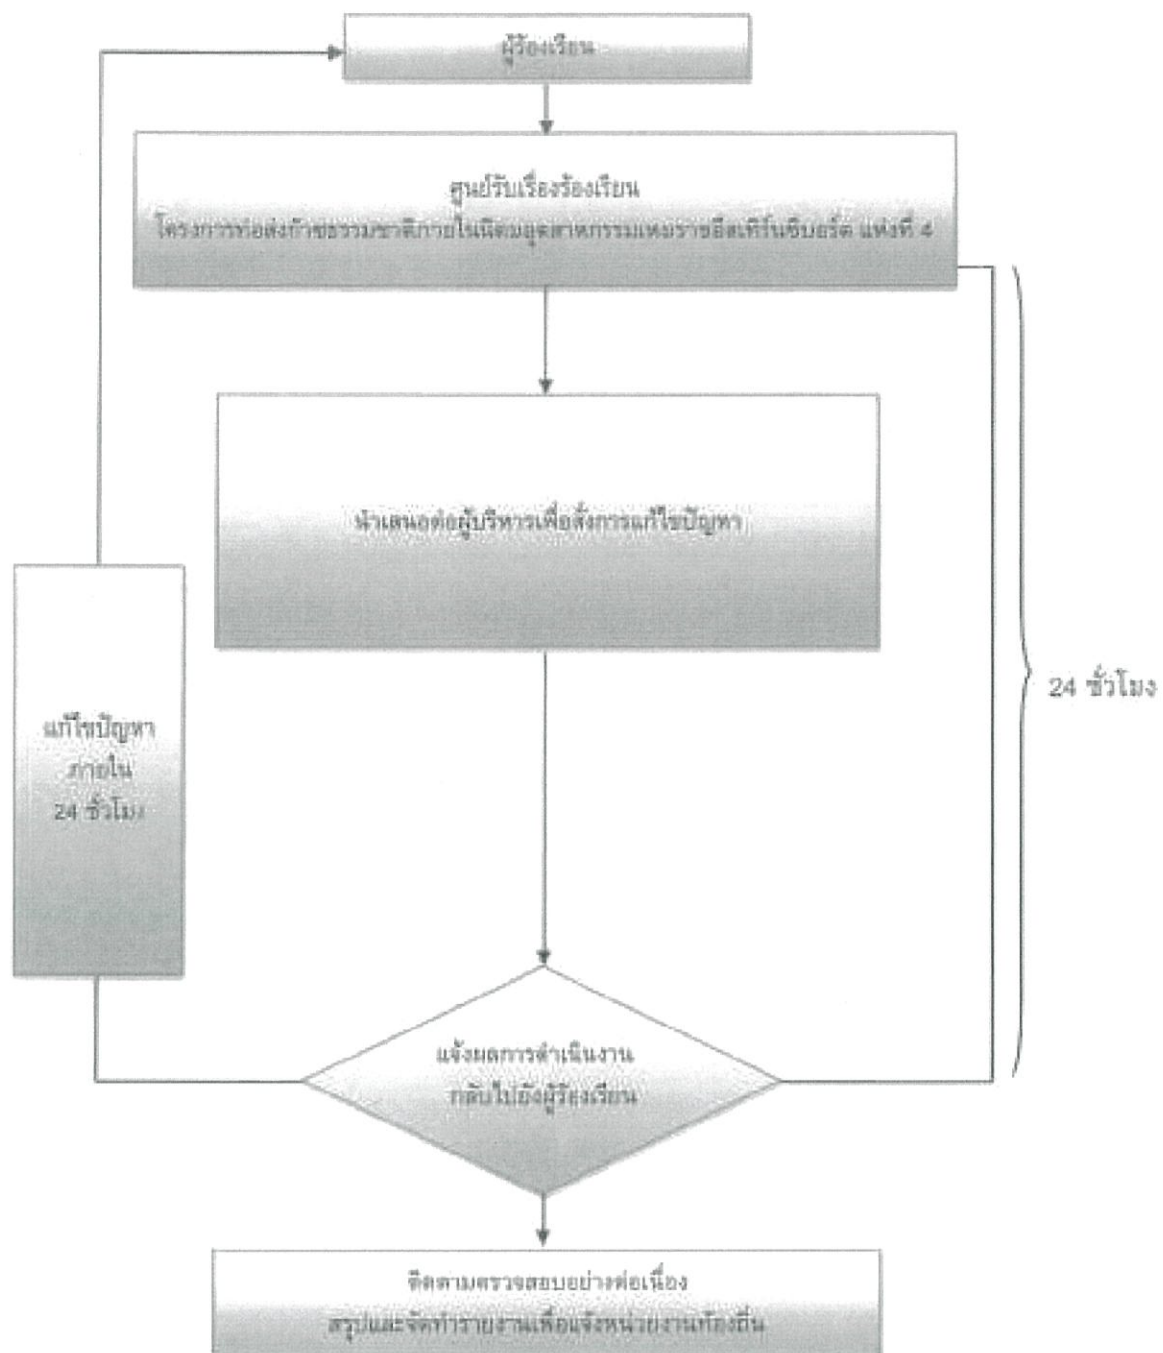 ผู้ร้องเรียน
ศูนย์รับเรื่องร้องเรียน
โครงการท่อส่งก๊าซธรรมชาติภายในนิคมอุตสาหกรรมเหมราชอีสเทิร์นซีบอร์ด แห่งที่ 4
นำเสนอต่อผู้บริหารเพื่อสั่งการแก้ไขปัญหา
24 ชั่วโมง
แก้ไขปัญหา
ภายใน
24 ชั่วโมง
แจ้งผลการดำเนินงาน
กลับไปยังผู้ร้องเรียน
ติดตามตรวจสอบอย่างต่อเนื่อง
สรุปและจัดทำรายงานเพื่อแจ้งหน่วยงานท้องถิ่น